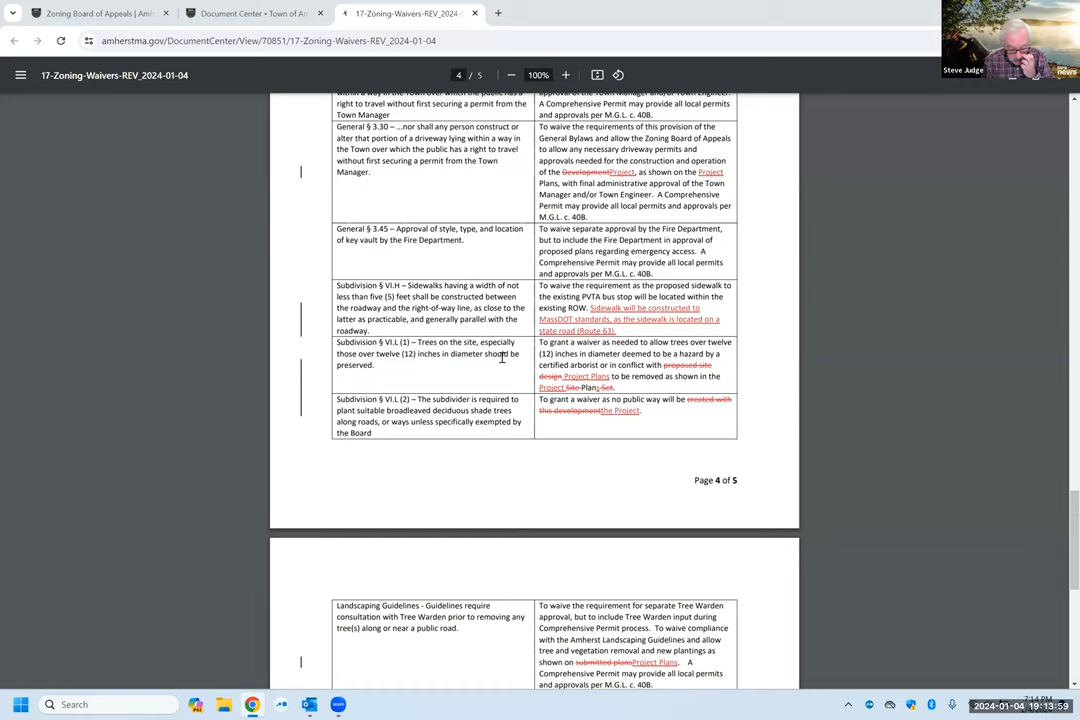 Zoning Board of Appeals | Amh
Document Center • Town of Am
17-Zoning-Waivers-REV_2024-01-
amherstma.gov/DocumentCenter/View/70851/17-Zoning-Waivers-REV_2024-01-04
17-Zoning-Waivers-REV_2024-01-04
4 / 5
100%
Steve Judge
news
within a way in the Town over which the public has a
right to travel without first securing a permit from the
Town Manager
approval of the Town Manager and/or Town Engineer.
A Comprehensive Permit may provide all local permits
and approvals per M.G.L. c. 40B.
General § 3.30 – ...nor shall any person construct or
alter that portion of a driveway lying within a way in
the Town over which the public has a right to travel
without first securing a permit from the Town
Manager.
To waive the requirements of this provision of the
General Bylaws and allow the Zoning Board of Appeals
to allow any necessary driveway permits and
approvals needed for the construction and operation
of the DevelopmentProject, as shown on the Project
Plans, with final administrative approval of the Town
Manager and/or Town Engineer. A Comprehensive
Permit may provide all local permits and approvals per
M.G.L. c. 40B.
General § 3.45 – Approval of style, type, and location
of key vault by the Fire Department.
To waive separate approval by the Fire Department,
but to include the Fire Department in approval of
proposed plans regarding emergency access. A
Comprehensive Permit may provide all local permits
and approvals per M.G.L. c. 40B.
Subdivision § VI.H – Sidewalks having a width of not
less than five (5) feet shall be constructed between
the roadway and the right-of-way line, as close to the
latter as practicable, and generally parallel with the
roadway.
To waive the requirement as the proposed sidewalk to
the existing PVTA bus stop will be located within the
existing ROW. Sidewalk will be constructed to
MassDOT standards, as the sidewalk is located on a
state road (Route 63).
Subdivision § VI.L (1) – Trees on the site, especially
those over twelve (12) inches in diameter should be
preserved.
To grant a waiver as needed to allow trees over twelve
(12) inches in diameter deemed to be a hazard by a
certified arborist or in conflict with proposed site
design Project Plans to be removed as shown in the
Project Site Plans Set.
Subdivision § VI.L (2) – The subdivider is required to
plant suitable broadleaved deciduous shade trees
along roads, or ways unless specifically exempted by
the Board
To grant a waiver as no public way will be created with
this developmentthe Project.
Page 4 of 5
Landscaping Guidelines - Guidelines require
consultation with Tree Warden prior to removing any
tree(s) along or near a public road.
To waive the requirement for separate Tree Warden
approval, but to include Tree Warden input during
Comprehensive Permit process. To waive compliance
with the Amherst Landscaping Guidelines and allow
tree and vegetation removal and new plantings as
shown on submitted plansProject Plans. A
Comprehensive Permit may provide all local permits
and approvals per M.G.L. c. 40B.
Search
7:14 PM
2024-01-04 19:13:59